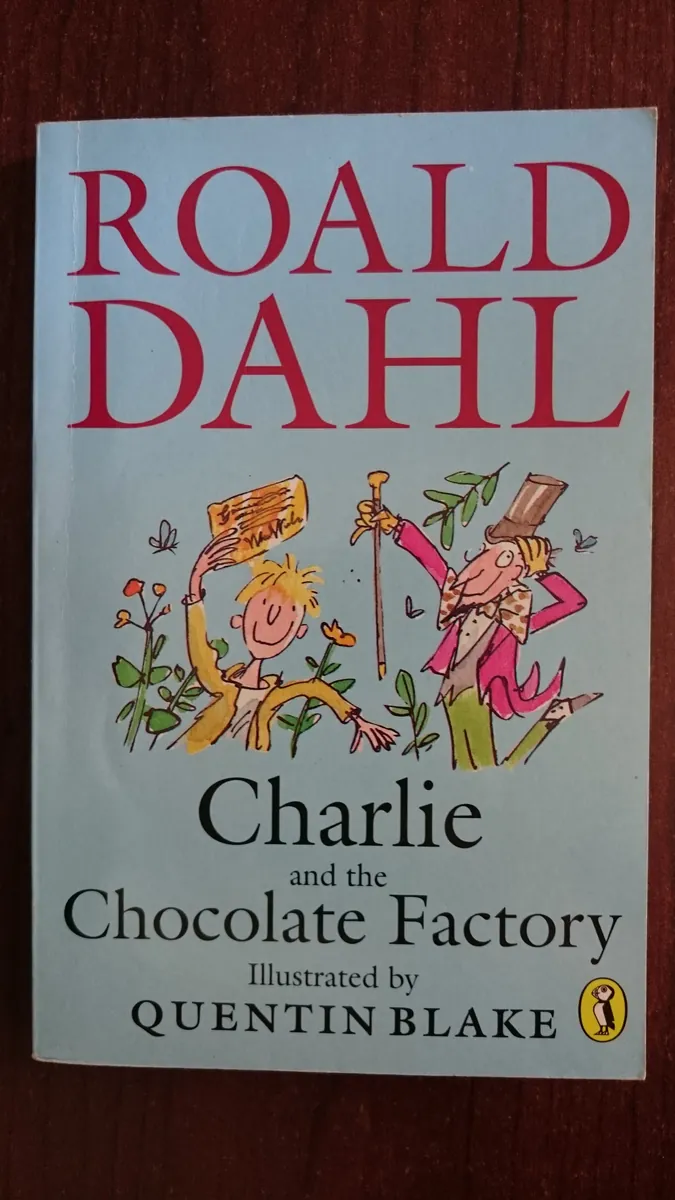 ROALD
DAHL
Charlie
and the
Chocolate Factory
Illustrated by
QUENTIN BLAKE